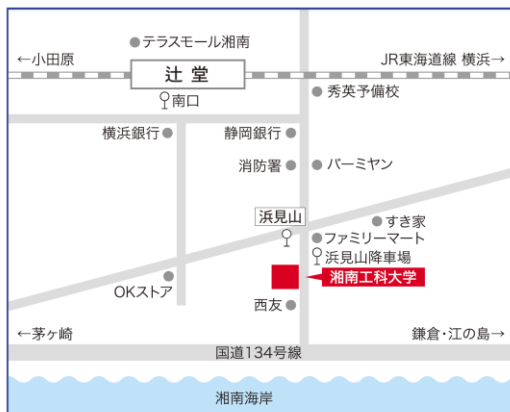 テラスモール湘南
←小田原
JR東海道線 横浜→
辻堂
南口
秀英予備校
横浜銀行
静岡銀行
消防署
バーミヤン
浜見山
すき家
ファミリーマート
浜見山降車場
湘南工科大学
OKストア
西友
←茅ヶ崎
鎌倉・江の島→
国道134号線
湘南海岸